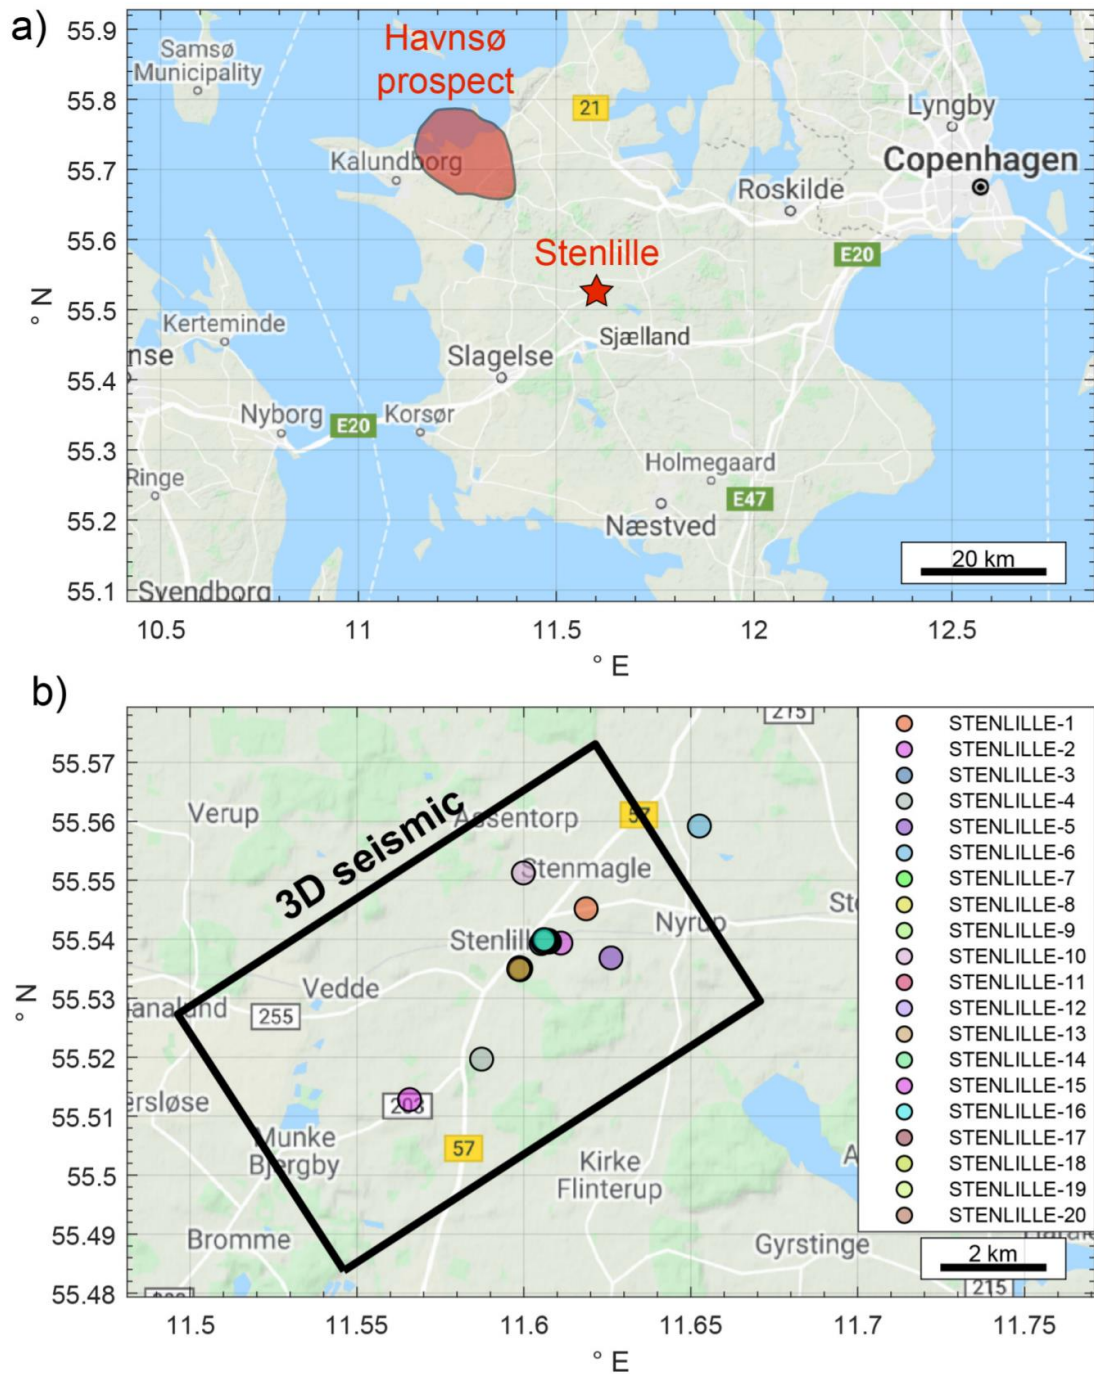 a)
55.9
55.8
55.7
55.6
55.5
55.4
55.3
55.2
55.1
° N
Samsø
Municipality
Havnsø
prospect
21
Lyngby
Kalundborg
Copenhagen
Roskilde
Stenlille
E20
Kerteminde
nse
Sjælland
Slagelse
Nyborg
E20
Korsør
Ringe
Holmegaard
E47
Næstved
Svendborg
20 km
10.5
11
11.5
12
12.5
° E
b)
55.57
55.56
55.55
55.54
55.53
55.52
55.51
55.5
55.49
55.48
° N
215
Verup
3D seismic
Assentorp
57
Stenmagle
Nyrup
Ste
Stenlill
Vedde
anaund
255
ersløse
203
Munke
Bjergby
57
Kirke
Flinterup
A
Bromme
Gyrstinge
215
STENLILLE-1
STENLILLE-2
STENLILLE-3
STENLILLE-4
STENLILLE-5
STENLILLE-6
STENLILLE-7
STENLILLE-8
STENLILLE-9
STENLILLE-10
STENLILLE-11
STENLILLE-12
STENLILLE-13
STENLILLE-14
STENLILLE-15
STENLILLE-16
STENLILLE-17
STENLILLE-18
STENLILLE-19
STENLILLE-20
2 km
11.5
11.55
11.6
11.65
11.7
11.75
° E